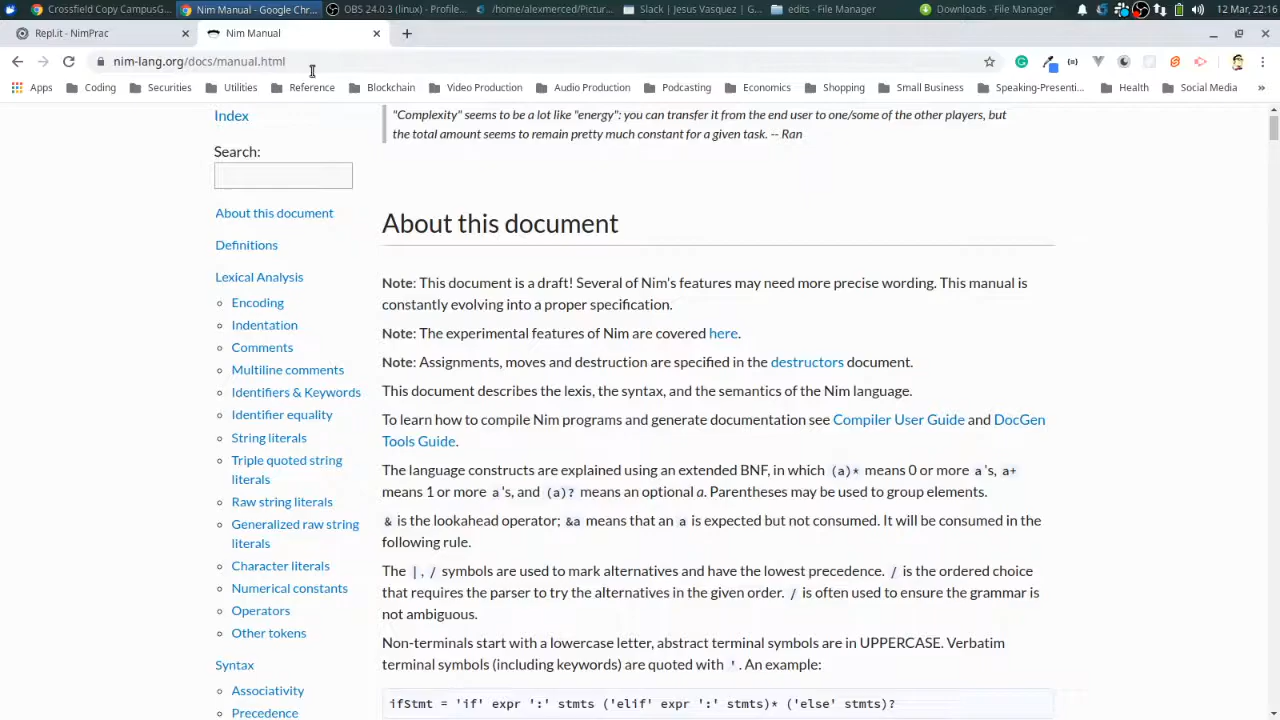 Crossfield Copy CampusG... Nim Manual - Google Chr... OBS 24.0.3 (linux) - Profile... /home/alexmerced/Pictur... Slack | Jesus Vasquez | G... edits - File Manager Downloads - File Manager 12 Mar, 22:16
Repl.it - NimPrac Nim Manual
nim-lang.org/docs/manual.html
Apps Coding Securities Utilities Reference Blockchain Video Production Audio Production Podcasting Economics Shopping Small Business Speaking-Presenti... Health Social Media »
Index
Search:
About this document
Definitions
Lexical Analysis
Encoding
Indentation
Comments
Multiline comments
Identifiers & Keywords
Identifier equality
String literals
Triple quoted string
literals
Raw string literals
Generalized raw string
literals
Character literals
Numerical constants
Operators
Other tokens
Syntax
Associativity
Precedence
"Complexity" seems to be a lot like "energy": you can transfer it from the end user to one/some of the other players, but
the total amount seems to remain pretty much constant for a given task. -- Ran
About this document
Note: This document is a draft! Several of Nim's features may need more precise wording. This manual is
constantly evolving into a proper specification.
Note: The experimental features of Nim are covered here.
Note: Assignments, moves and destruction are specified in the destructors document.
This document describes the lexis, the syntax, and the semantics of the Nim language.
To learn how to compile Nim programs and generate documentation see Compiler User Guide and DocGen
Tools Guide.
The language constructs are explained using an extended BNF, in which (a)* means 0 or more a's, a+
means 1 or more a's, and (a)? means an optional a. Parentheses may be used to group elements.
& is the lookahead operator; &a means that an a is expected but not consumed. It will be consumed in the
following rule.
The |, / symbols are used to mark alternatives and have the lowest precedence. / is the ordered choice
that requires the parser to try the alternatives in the given order. / is often used to ensure the grammar is
not ambiguous.
Non-terminals start with a lowercase letter, abstract terminal symbols are in UPPERCASE. Verbatim
terminal symbols (including keywords) are quoted with '. An example:
ifStmt = 'if' expr ':' stmts ('elif' expr ':' stmts)* ('else' stmts)?